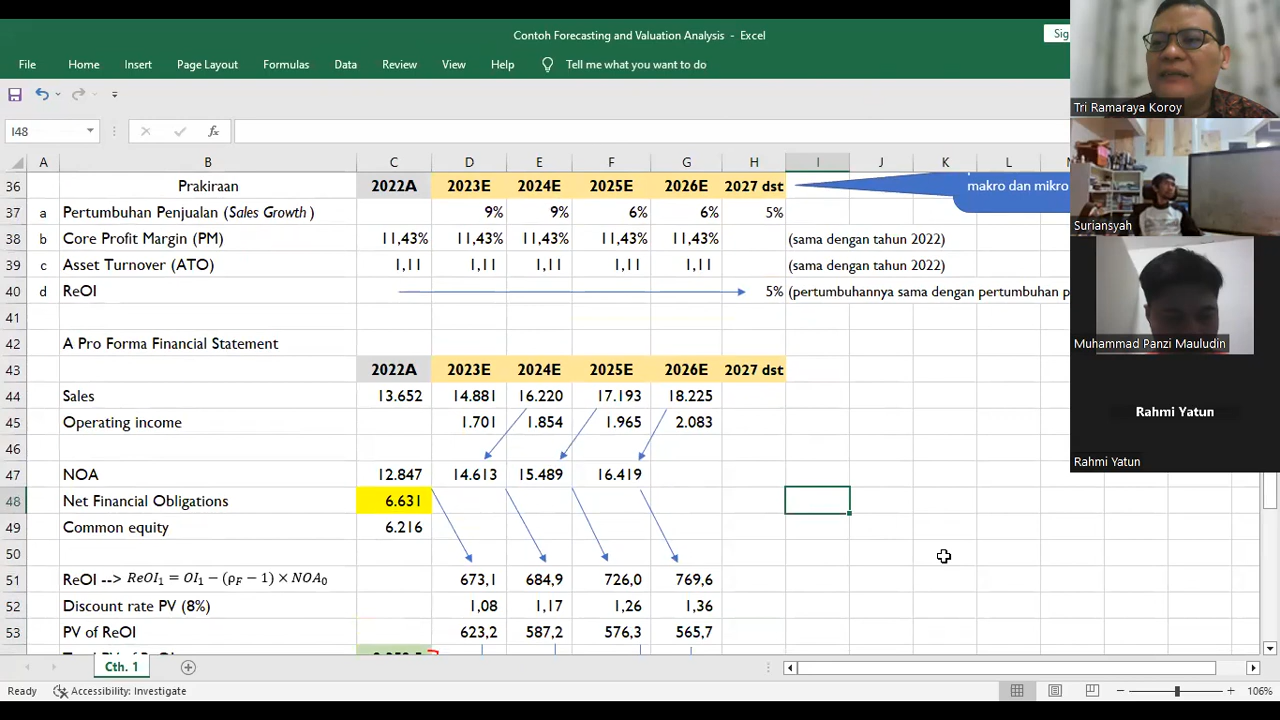 Contoh Forecasting and Valuation Analysis - Excel
Sig
File Home Insert Page Layout Formulas Data Review View Help Tell me what you want to do
I48 fx
A B C D E F G H I J K L
36 Prakiraan 2022A 2023E 2024E 2025E 2026E 2027 dst makro dan mikro
37 a Pertumbuhan Penjualan (Sales Growth) 9% 9% 6% 6% 5%
38 b Core Profit Margin (PM) 11,43% 11,43% 11,43% 11,43% 11,43% (sama dengan tahun 2022)
39 c Asset Turnover (ATO) 1,11 1,11 1,11 1,11 1,11 (sama dengan tahun 2022)
40 d ReOI 5% (pertumbuhannya sama dengan pertumbuhan p
41
42 A Pro Forma Financial Statement
43 2022A 2023E 2024E 2025E 2026E 2027 dst
44 Sales 13.652 14.881 16.220 17.193 18.225
45 Operating income 1.701 1.854 1.965 2.083
46
47 NOA 12.847 14.613 15.489 16.419
48 Net Financial Obligations 6.631
49 Common equity 6.216
50
51 ReOI --> ReOI₁ = OI₁ − (ρF − 1) × NOA₀ 673,1 684,9 726,0 769,6
52 Discount rate PV (8%) 1,08 1,17 1,26 1,36
53 PV of ReOI 623,2 587,2 576,3 565,7
Cth. 1
Ready Accessibility: Investigate 106%
Tri Ramaraya Koroy
Suriansyah
Muhammad Panzi Mauludin
Rahmi Yatun
Rahmi Yatun